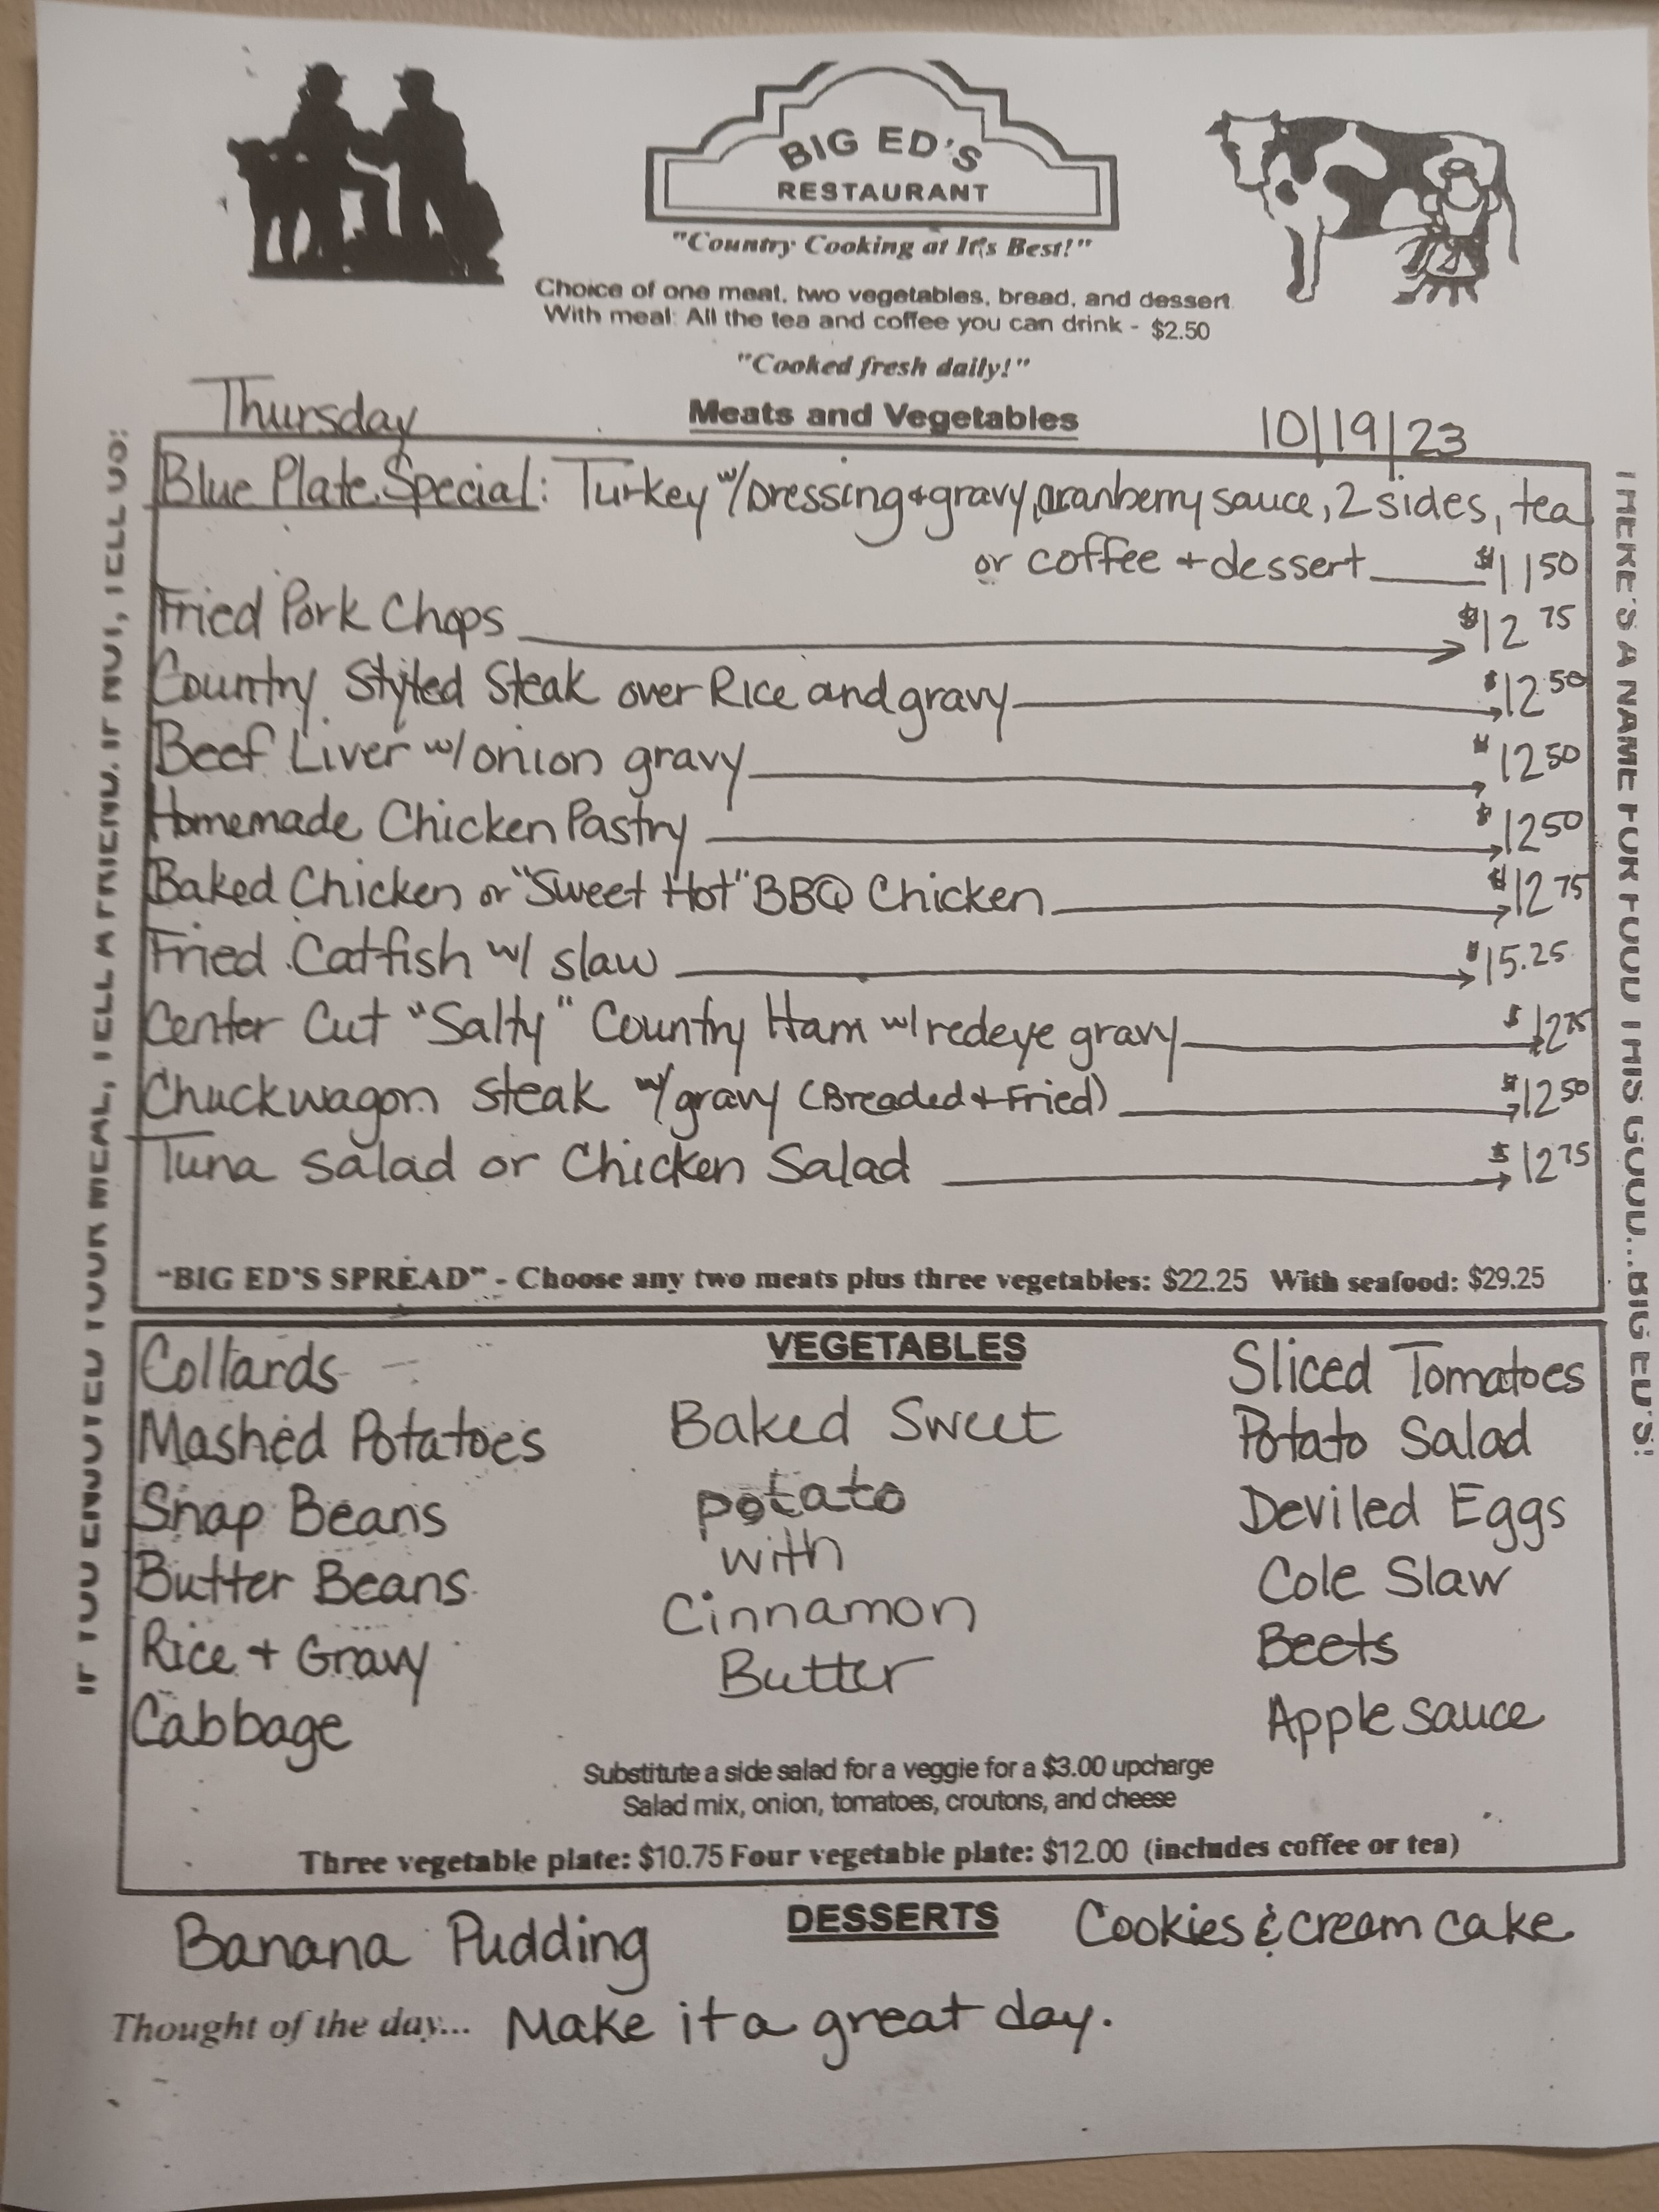 BIG ED'S
RESTAURANT
"Country Cooking at It's Best!"
Choice of one meat, two vegetables, bread, and dessert
With meal: All the tea and coffee you can drink - $2.50
"Cooked fresh daily!"
Thursday
Meats and Vegetables
10/19/23
Blue Plate Special: Turkey w/Dressing + gravy, cranberry sauce, 2 sides, tea
or coffee + dessert $11 50
Fried Pork Chops $12 75
Country Styled Steak over Rice and gravy $12 50
Beef Liver w/ onion gravy $12 50
Homemade Chicken Pastry $12 50
Baked Chicken or "Sweet Hot" BBQ Chicken $12 75
Fried Catfish w/ slaw $15.25
Center Cut "Salty" Country Ham w/ redeye gravy $12 75
Chuckwagon Steak w/ gravy (Breaded + Fried) $12 50
Tuna Salad or Chicken Salad $12 75
"BIG ED'S SPREAD" - Choose any two meats plus three vegetables: $22.25 With seafood: $29.25
IF YOU ENJOYED YOUR MEAL, TELL A FRIEND. IF NOT, TELL US!
THERE'S A NAME FOR FOOD THIS GOOD...BIG ED'S!
VEGETABLES
Collards
Mashed Potatoes
Snap Beans
Butter Beans
Rice + Gravy
Cabbage
Baked Sweet
potato
with
Cinnamon
Butter
Sliced Tomatoes
Potato Salad
Deviled Eggs
Cole Slaw
Beets
Apple sauce
Substitute a side salad for a veggie for a $3.00 upcharge
Salad mix, onion, tomatoes, croutons, and cheese
Three vegetable plate: $10.75 Four vegetable plate: $12.00 (includes coffee or tea)
DESSERTS
Banana Pudding
Cookies & cream cake
Thought of the day... Make it a great day.